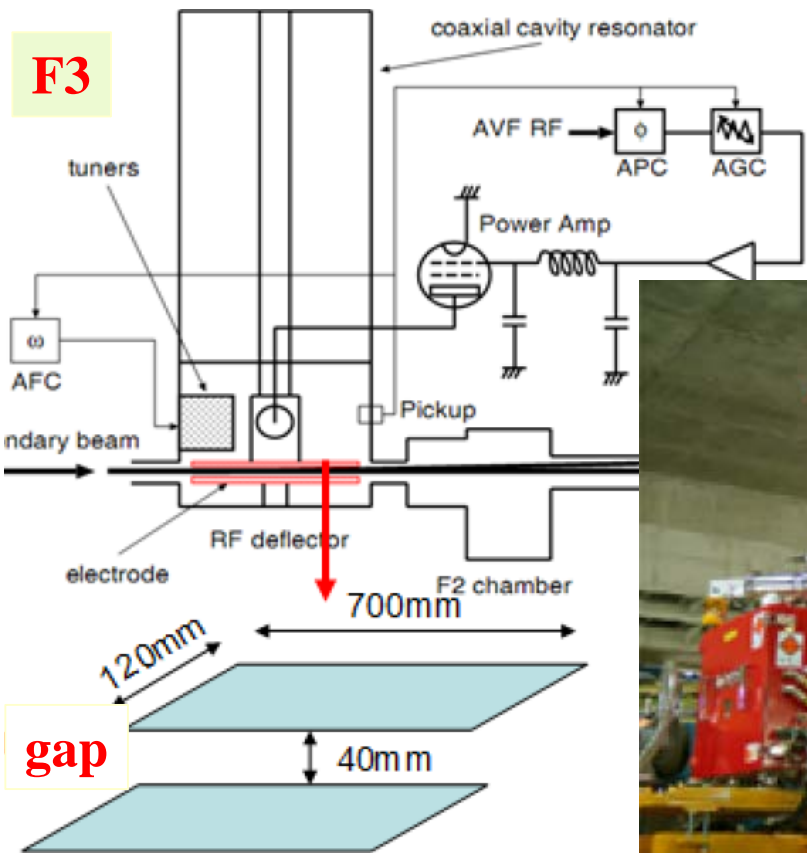 coaxial cavity resonator
F3
AVF RF
ϕ
APC
AGC
tuners
Power Amp
ω
AFC
Pickup
ndary beam
RF deflector
electrode
F2 chamber
700mm
120mm
gap
40mm